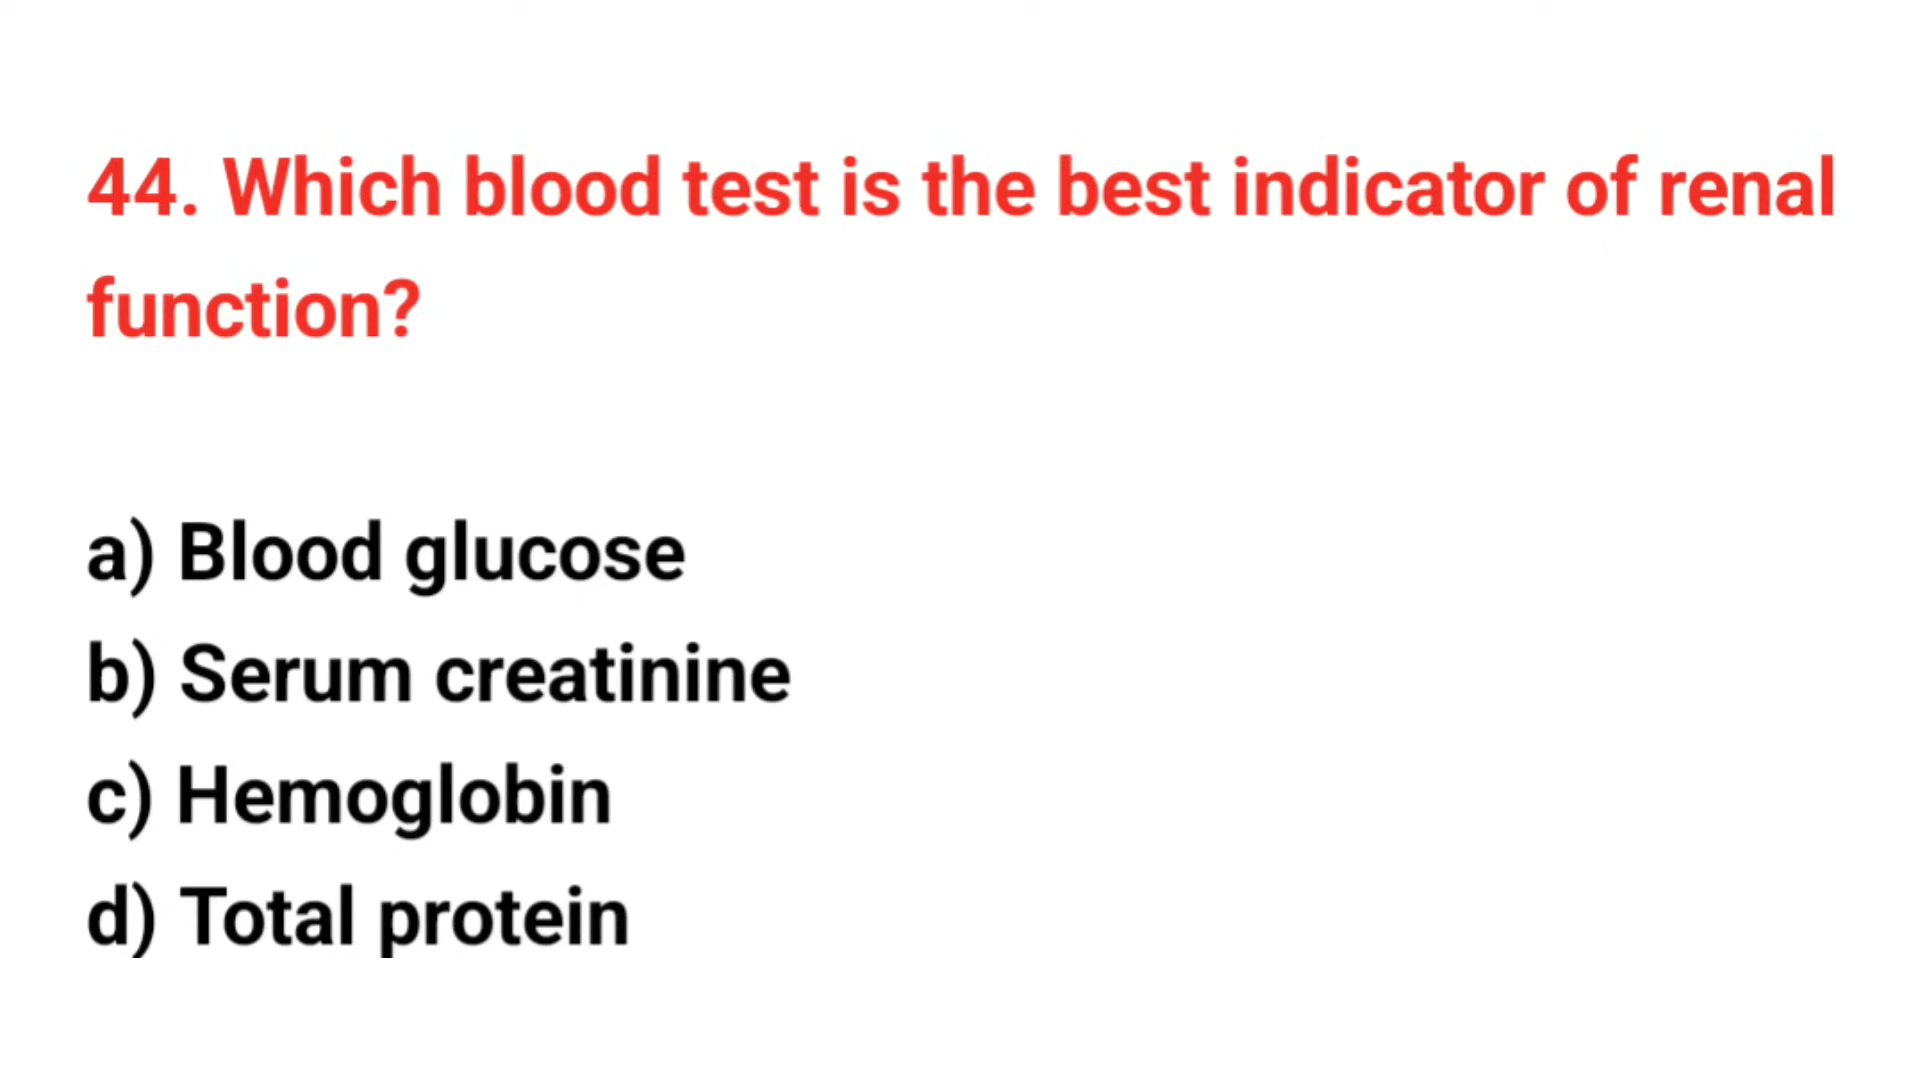 44. Which blood test is the best indicator of renal
function?
a) Blood glucose
b) Serum creatinine
c) Hemoglobin
d) Total protein